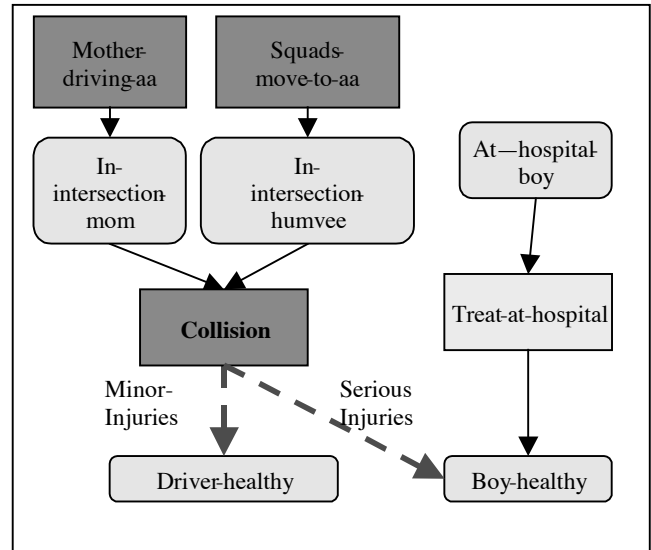 Mother-
driving-aa
Squads-
move-to-aa
In-
intersection-
mom
In-
intersection-
humvee
At—hospital-
boy
Collision
Treat-at-hospital
Minor-
Injuries
Serious
Injuries
Driver-healthy
Boy-healthy